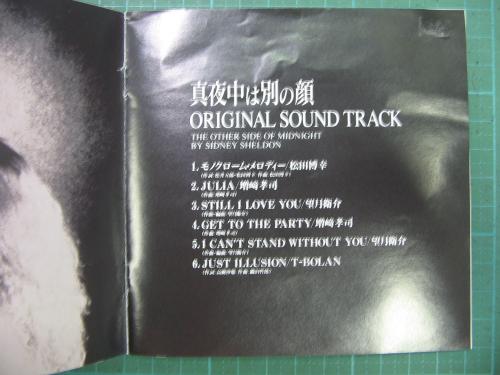 真夜中は別の顔
ORIGINAL SOUND TRACK
THE OTHER SIDE OF MIDNIGHT
BY SIDNEY SHELDON
1. モノクローム・メロディー/松田博幸
2. JULIA/増崎孝司
3. STILL I LOVE YOU/望月衛介
4. GET TO THE PARTY/増崎孝司
5. I CAN'T STAND WITHOUT YOU/望月衛介
6. JUST ILLUSION/T-BOLAN